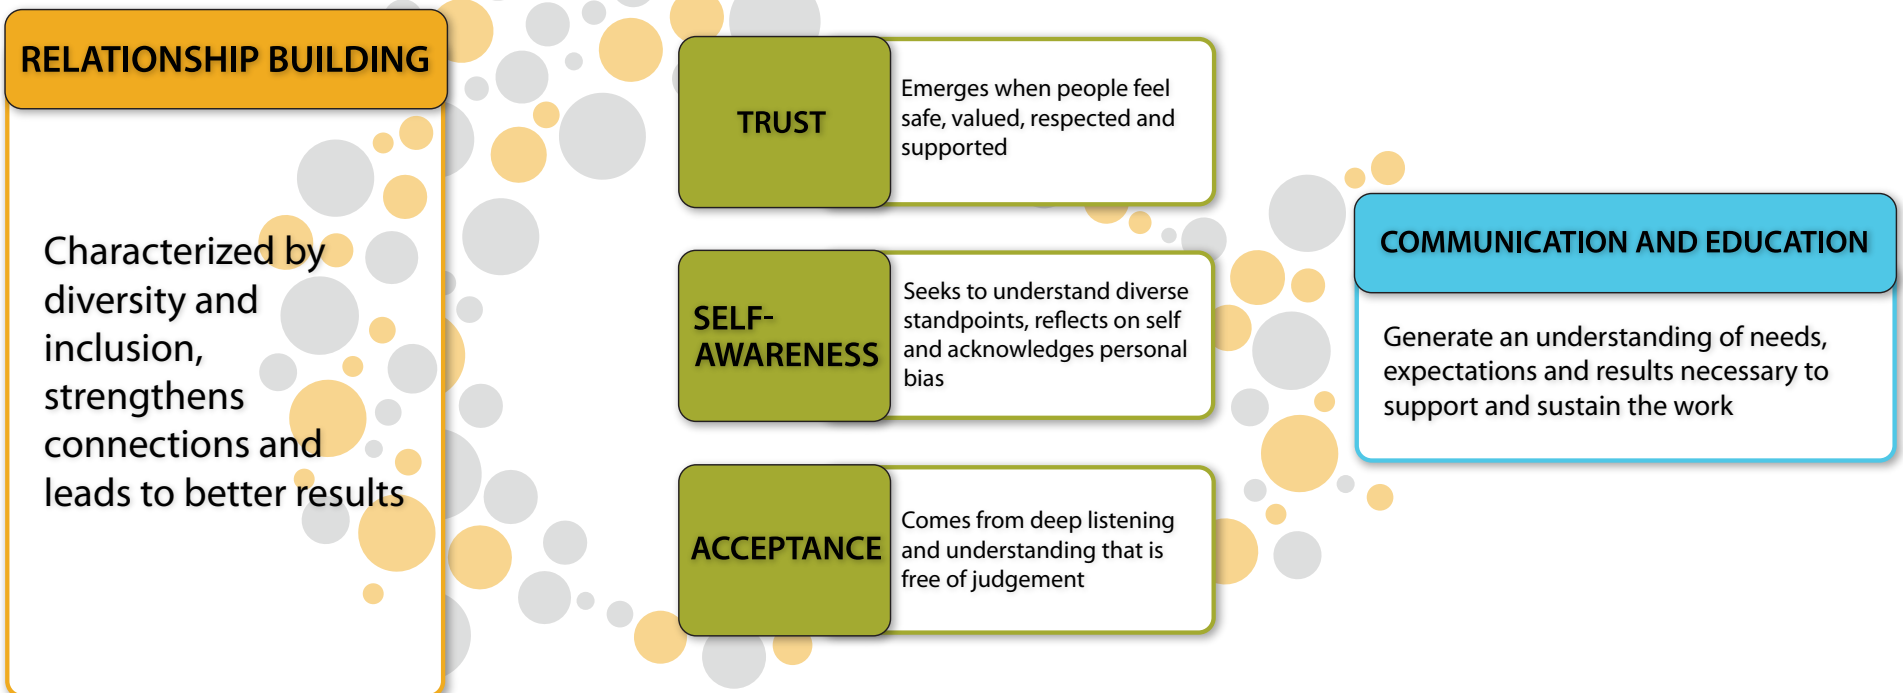 RELATIONSHIP BUILDING
Characterized by
diversity and
inclusion,
strengthens
connections and
leads to better results
TRUST
Emerges when people feel
safe, valued, respected and
supported
SELF-
AWARENESS
Seeks to understand diverse
standpoints, reflects on self
and acknowledges personal
bias
ACCEPTANCE
Comes from deep listening
and understanding that is
free of judgement
COMMUNICATION AND EDUCATION
Generate an understanding of needs,
expectations and results necessary to
support and sustain the work